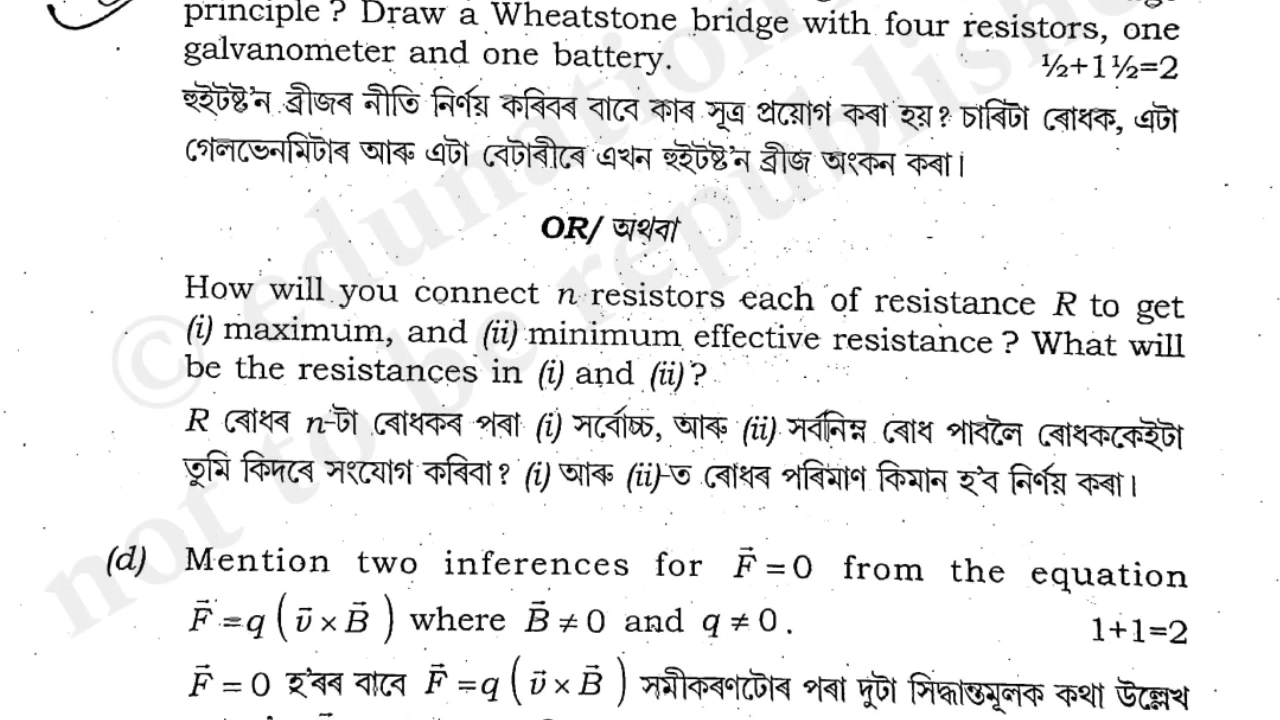 principle ? Draw a Wheatstone bridge with four resistors, one
galvanometer and one battery. ½+1½=2
হুইটষ্ট'ন ব্ৰীজৰ নীতি নিৰ্ণয় কৰিবৰ বাবে কাৰ সূত্ৰ প্ৰয়োগ কৰা হয়? চাৰিটা ৰোধক, এটা
গেলভেনমিটাৰ আৰু এটা বেটাৰীৰে এখন হুইটষ্ট'ন ব্ৰীজ অংকন কৰা।
OR/ অথবা
How will you connect n resistors each of resistance R to get
(i) maximum, and (ii) minimum effective resistance ? What will
be the resistances in (i) and (ii) ?
R ৰোধৰ n-টা ৰোধকৰ পৰা (i) সৰ্বোচ্চ, আৰু (ii) সৰ্বনিম্ন ৰোধ পাবলৈ ৰোধককেইটা
তুমি কিদৰে সংযোগ কৰিবা? (i) আৰু (ii)-ত ৰোধৰ পৰিমাণ কিমান হ'ব নিৰ্ণয় কৰা।
(d) Mention two inferences for F⃗ = 0 from the equation
F⃗ = q ( v⃗ × B⃗ ) where B⃗ ≠ 0 and q ≠ 0 . 1+1=2
F⃗ = 0 হ'বৰ বাবে F⃗ = q ( v⃗ × B⃗ ) সমীকৰণটোৰ পৰা দুটা সিদ্ধান্তমূলক কথা উল্লেখ
© edunation
not to be republish